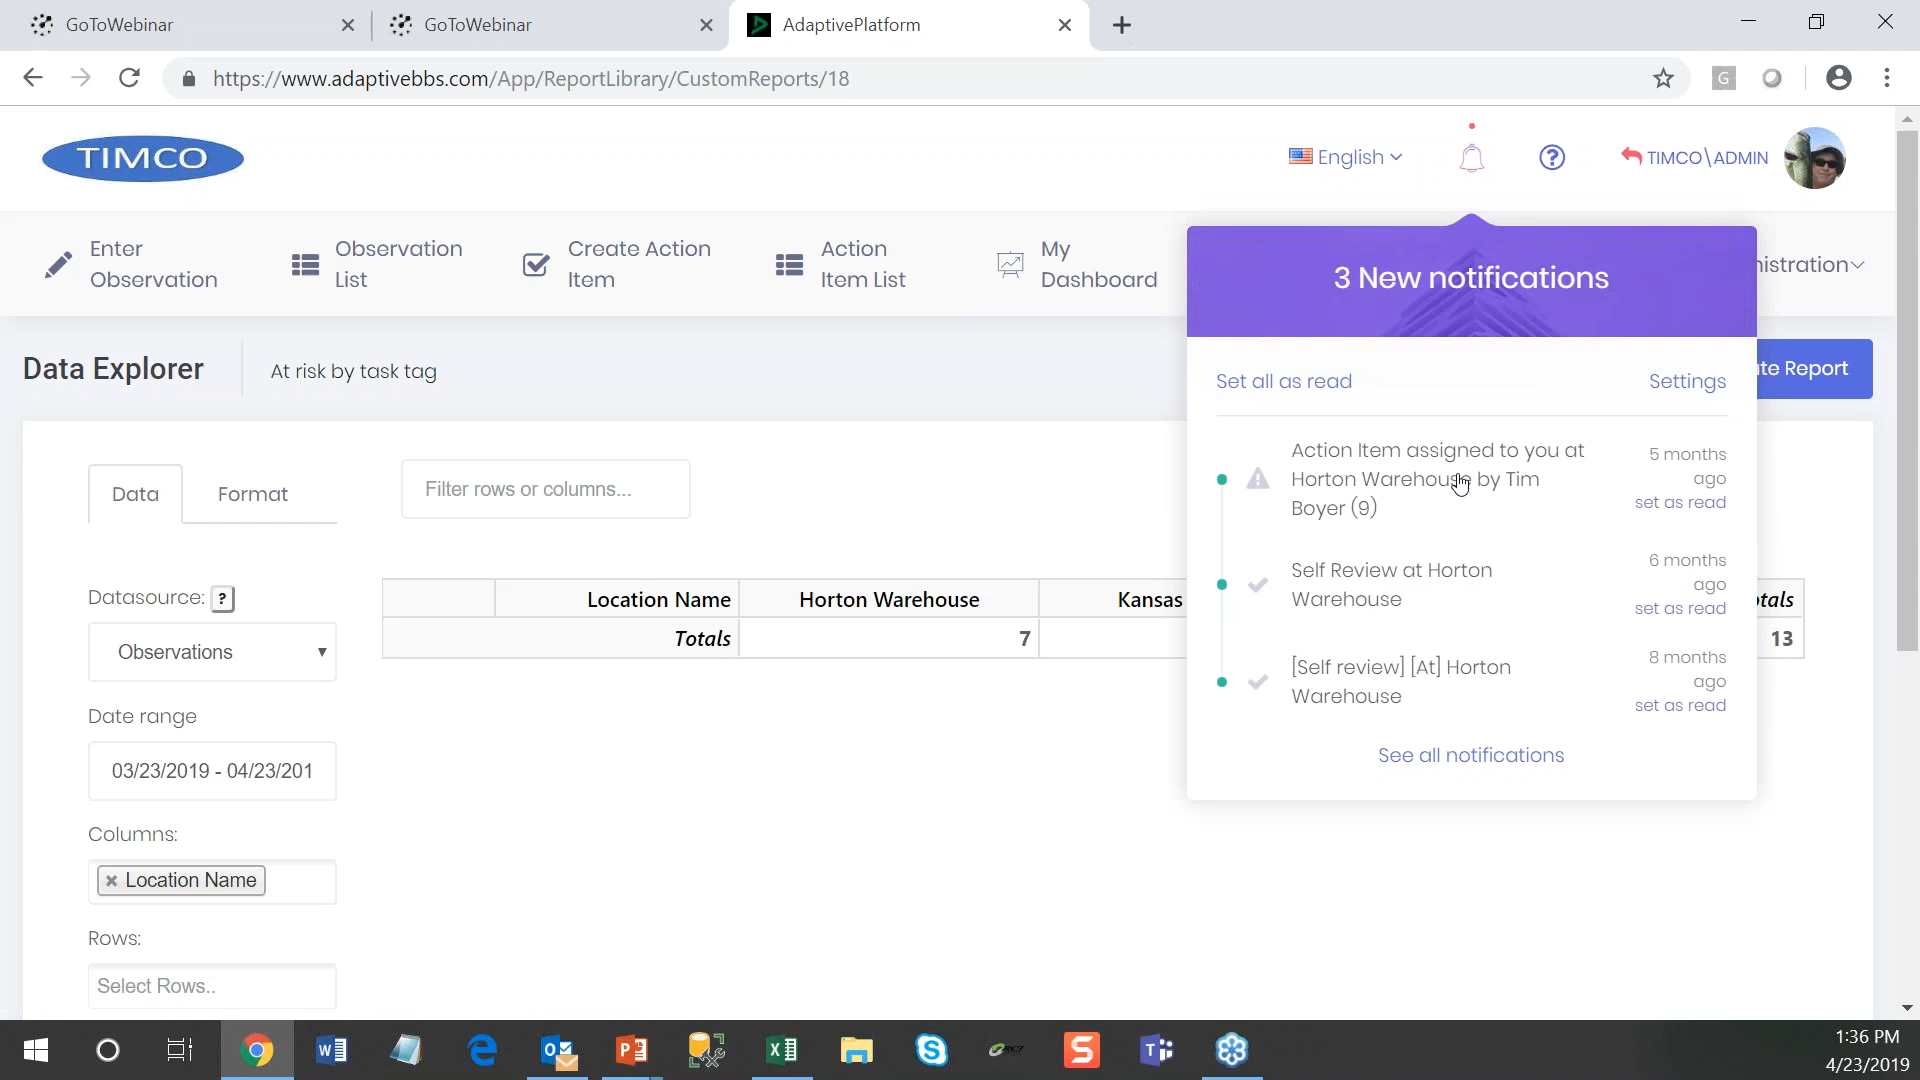 GoToWebinar
GoToWebinar
AdaptivePlatform
https://www.adaptivebbs.com/App/ReportLibrary/CustomReports/18
G
TIMCO
English
?
TIMCO\ADMIN
Enter
Observation
Observation
List
Create Action
Item
Action
Item List
My
Dashboard
nistration
3 New notifications
Data Explorer
At risk by task tag
te Report
Set all as read
Settings
Action Item assigned to you at
Horton Warehouse by Tim
Boyer (9)
5 months
ago
set as read
Self Review at Horton
Warehouse
6 months
ago
set as read
[Self review] [At] Horton
Warehouse
8 months
ago
set as read
See all notifications
Data
Format
Filter rows or columns...
Datasource: ?
Observations
Date range
03/23/2019 - 04/23/201
Columns:
Location Name
Rows:
Select Rows..
Location Name
Horton Warehouse
Kansas
tals
Totals
7
13
1:36 PM
4/23/2019